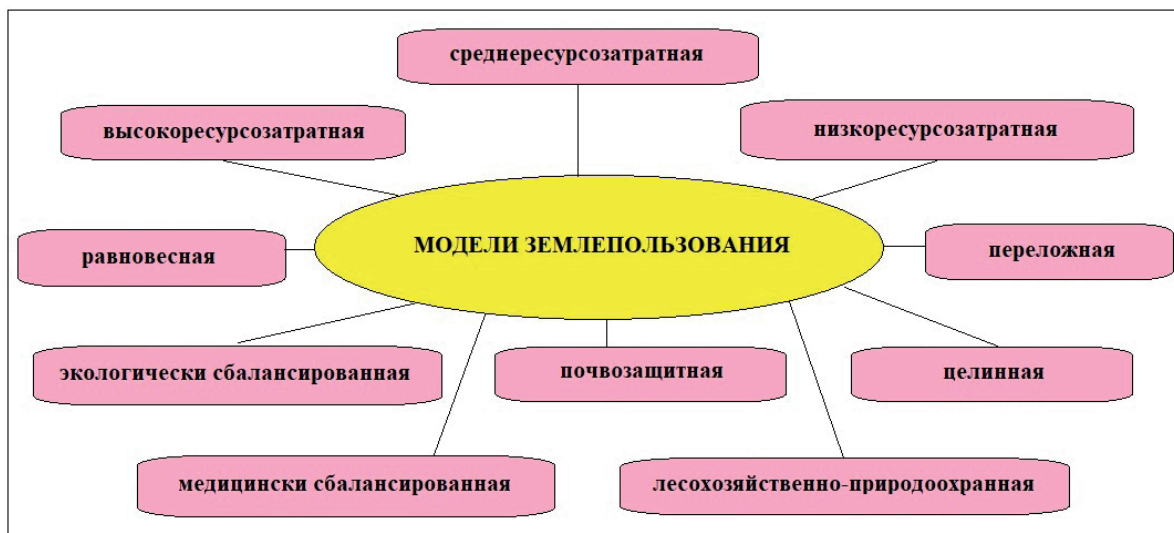 среднересурсозатратная
высокоресурсозатратная
низкоресурсозатратная
МОДЕЛИ ЗЕМЛЕПОЛЬЗОВАНИЯ
равновесная
переложная
экологически сбалансированная
почвозащитная
целинная
медицински сбалансированная
лесохозяйственно-природоохранная